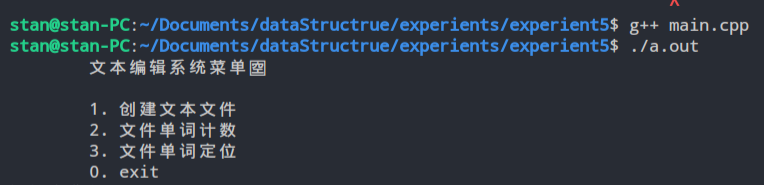 stan@stan-PC:~/Documents/dataStructrue/experients/experient5$ g++ main.cpp
stan@stan-PC:~/Documents/dataStructrue/experients/experient5$ ./a.out
文本编辑系统菜单
1. 创建文本文件
2. 文件单词计数
3. 文件单词定位
0. exit